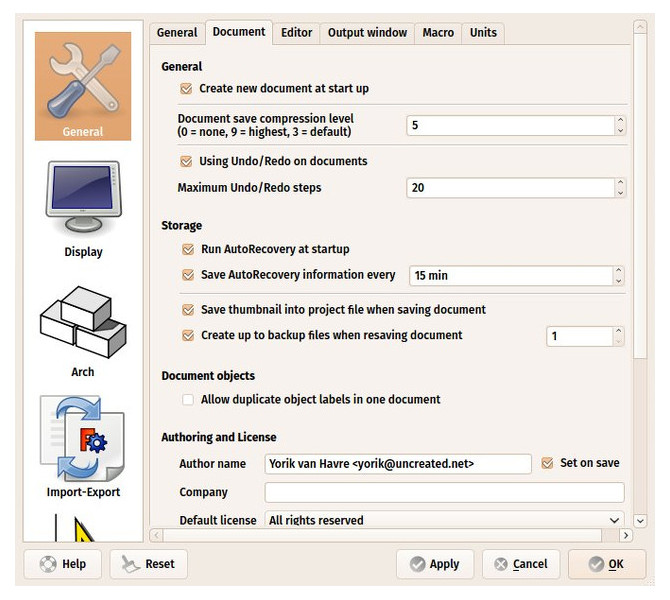 General
Display
Arch
Import-Export
General Document Editor Output window Macro Units
General
Create new document at start up
Document save compression level
(0 = none, 9 = highest, 3 = default)
5
Using Undo/Redo on documents
Maximum Undo/Redo steps 20
Storage
Run AutoRecovery at startup
Save AutoRecovery information every 15 min
Save thumbnail into project file when saving document
Create up to backup files when resaving document 1
Document objects
Allow duplicate object labels in one document
Authoring and License
Author name Yorik van Havre <yorik@uncreated.net> Set on save
Company
Default license All rights reserved
Help Reset Apply Cancel OK